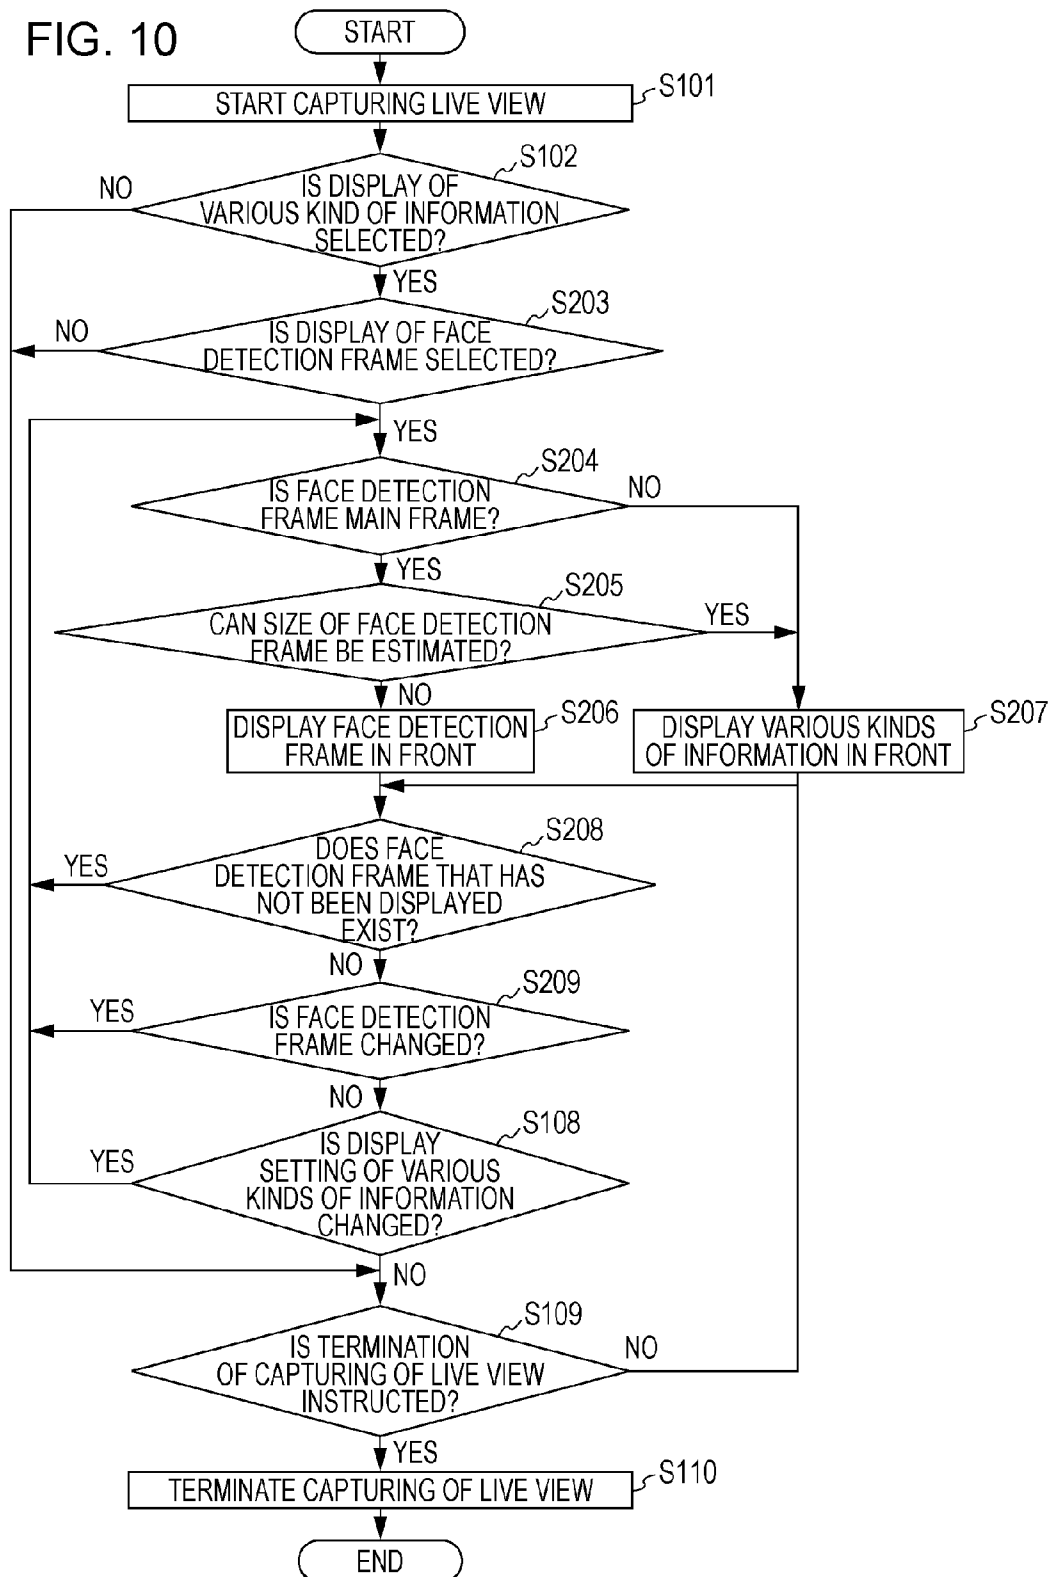 FIG. 10
START
START CAPTURING LIVE VIEW
S101
S102
NO
IS DISPLAY OF
VARIOUS KIND OF INFORMATION
SELECTED?
YES
S203
NO
IS DISPLAY OF FACE
DETECTION FRAME SELECTED?
YES
S204
IS FACE DETECTION
FRAME MAIN FRAME?
NO
YES
S205
CAN SIZE OF FACE DETECTION
FRAME BE ESTIMATED?
YES
NO
DISPLAY FACE DETECTION
FRAME IN FRONT
S206
DISPLAY VARIOUS KINDS
OF INFORMATION IN FRONT
S207
S208
YES
DOES FACE
DETECTION FRAME THAT HAS
NOT BEEN DISPLAYED
EXIST?
NO
S209
YES
IS FACE DETECTION
FRAME CHANGED?
NO
S108
YES
IS DISPLAY
SETTING OF VARIOUS
KINDS OF INFORMATION
CHANGED?
NO
S109
IS TERMINATION
OF CAPTURING OF LIVE VIEW
INSTRUCTED?
NO
YES
TERMINATE CAPTURING OF LIVE VIEW
S110
END